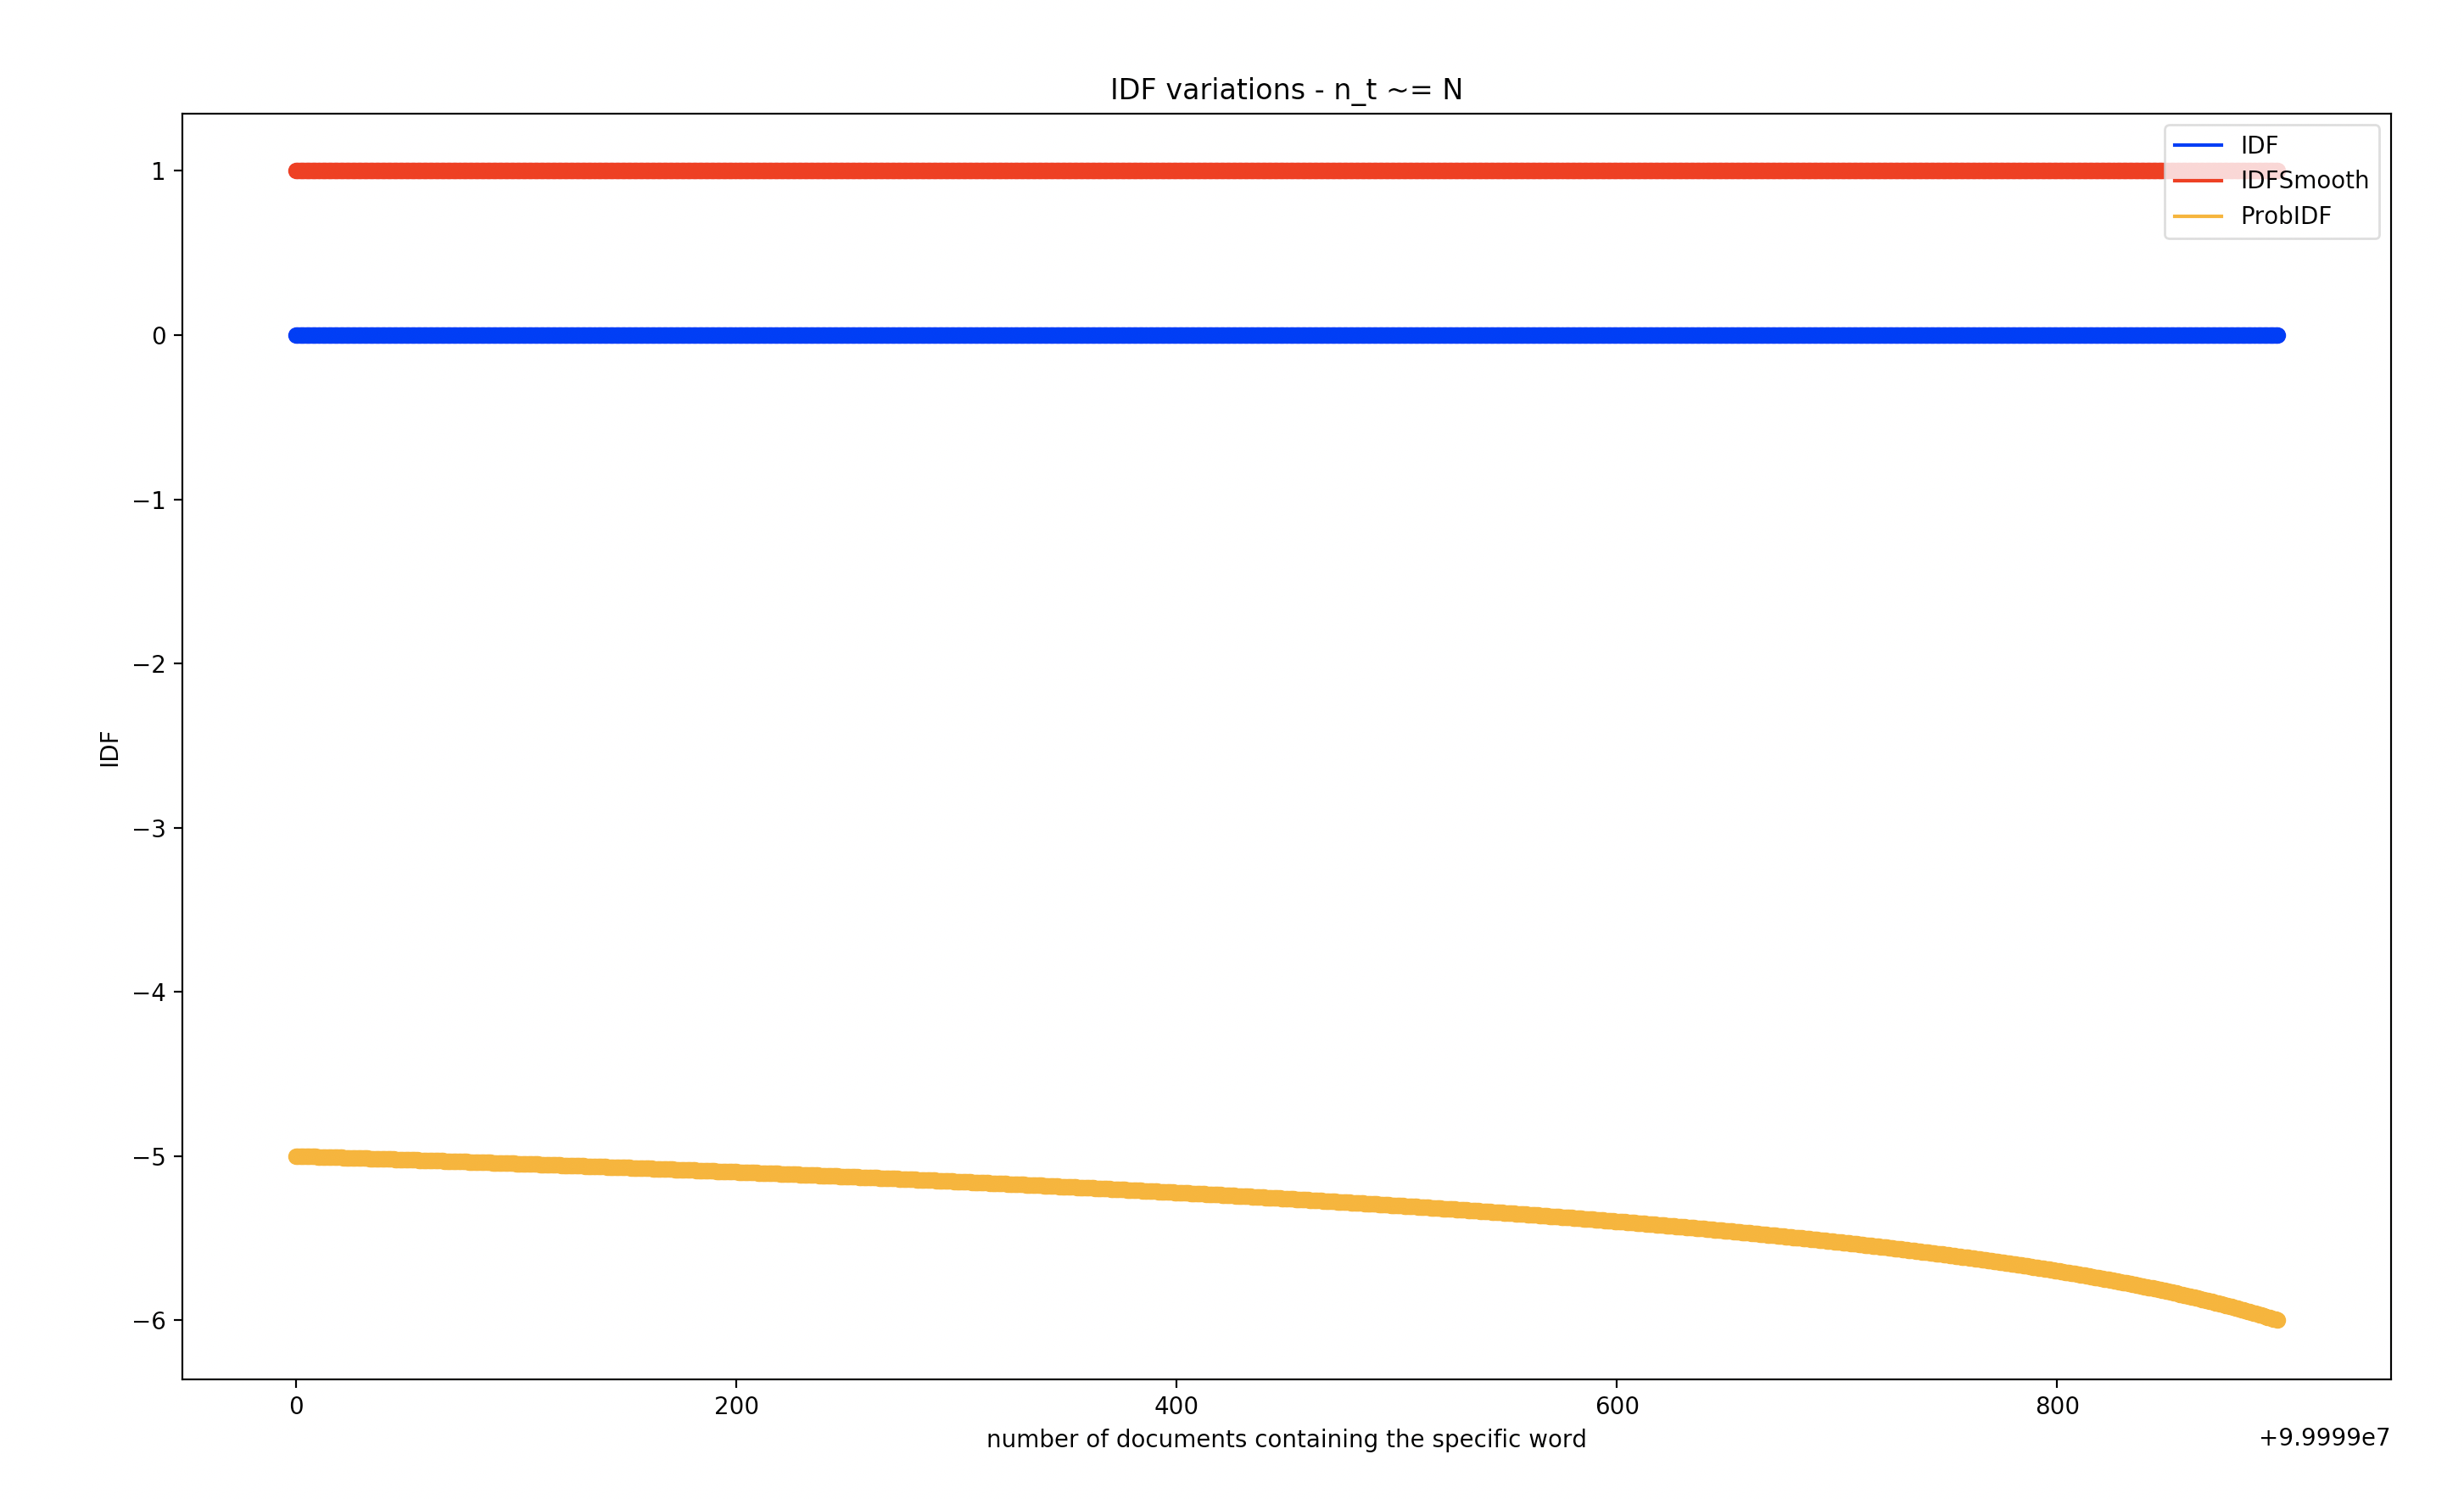 IDF variations - n_t ~= N
IDF
IDFSmooth
ProbIDF
1
0
−1
−2
−3
−4
−5
−6
IDF
0
200
400
600
800
number of documents containing the specific word
+9.9999e7